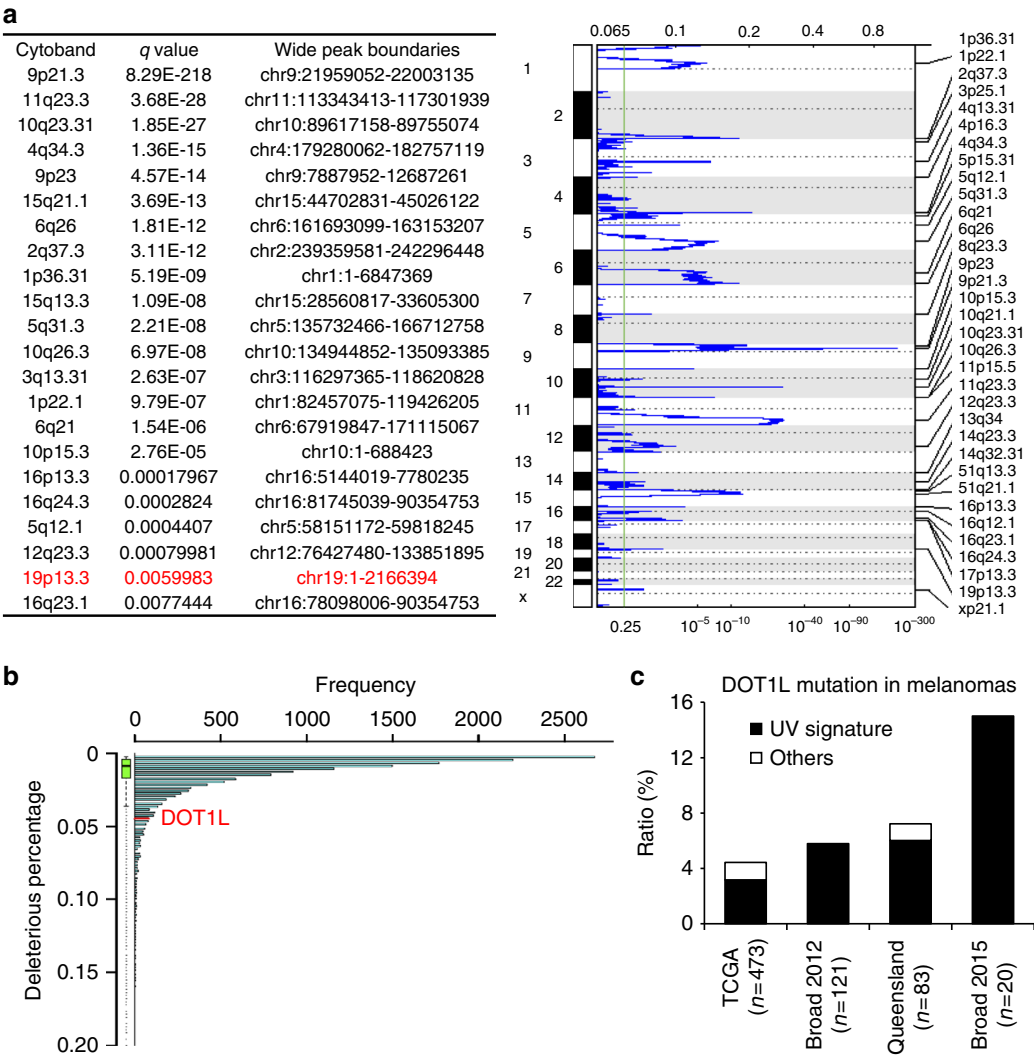 a
Cytoband q value Wide peak boundaries
9p21.3 8.29E-218 chr9:21959052-22003135
11q23.3 3.68E-28 chr11:113343413-117301939
10q23.31 1.85E-27 chr10:89617158-89755074
4q34.3 1.36E-15 chr4:179280062-182757119
9p23 4.57E-14 chr9:7887952-12687261
15q21.1 3.69E-13 chr15:44702831-45026122
6q26 1.81E-12 chr6:161693099-163153207
2q37.3 3.11E-12 chr2:239359581-242296448
1p36.31 5.19E-09 chr1:1-6847369
15q13.3 1.09E-08 chr15:28560817-33605300
5q31.3 2.21E-08 chr5:135732466-166712758
10q26.3 6.97E-08 chr10:134944852-135093385
3q13.31 2.63E-07 chr3:116297365-118620828
1p22.1 9.79E-07 chr1:82457075-119426205
6q21 1.54E-06 chr6:67919847-171115067
10p15.3 2.76E-05 chr10:1-688423
16p13.3 0.00017967 chr16:5144019-7780235
16q24.3 0.0002824 chr16:81745039-90354753
5q12.1 0.0004407 chr5:58151172-59818245
12q23.3 0.00079981 chr12:76427480-133851895
19p13.3 0.0059983 chr19:1-2166394
16q23.1 0.0077444 chr16:78098006-90354753
0.065 0.1 0.2 0.4 0.8
1
2
3
4
5
6
7
8
9
10
11
12
13
14
15
16
17
18
19
20
21
22
x
0.25 10⁻⁵ 10⁻¹⁰ 10⁻⁴⁰ 10⁻⁹⁰ 10⁻³⁰⁰
1p36.31
1p22.1
2q37.3
3p25.1
4q13.31
4p16.3
4q34.3
5p15.31
5q12.1
5q31.3
6q21
6q26
8q23.3
9p23
9p21.3
10p15.3
10q21.1
10q23.31
10q26.3
11p15.5
11q23.3
12q23.3
13q34
14q23.3
14q32.31
51q13.3
51q21.1
16p13.3
16q12.1
16q23.1
16q24.3
17p13.3
19p13.3
xp21.1
b
Frequency
0 500 1000 1500 2000 2500
Deleterious percentage
0
0.05
0.10
0.15
0.20
DOT1L
c
DOT1L mutation in melanomas
UV signature
Others
Ratio (%)
16
12
8
4
0
TCGA
(n=473)
Broad 2012
(n=121)
Queensland
(n=83)
Broad 2015
(n=20)